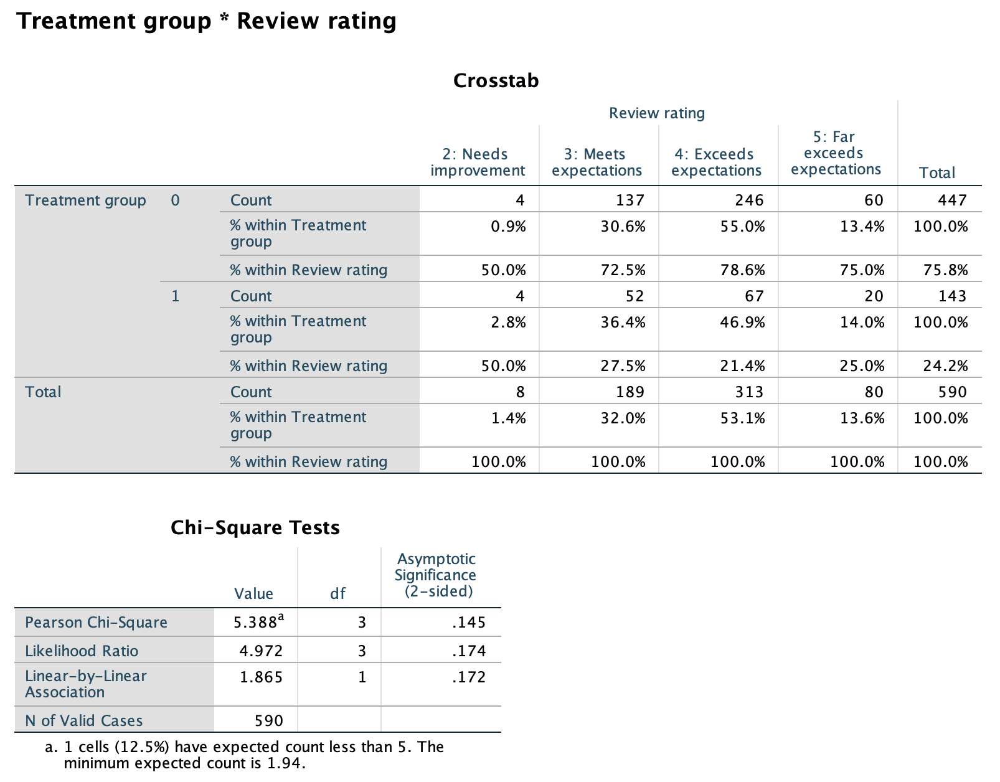 Treatment group * Review rating
Crosstab
Review rating
2: Needs improvement 3: Meets expectations 4: Exceeds expectations 5: Far exceeds expectations Total
Treatment group 0 Count 4 137 246 60 447
% within Treatment group 0.9% 30.6% 55.0% 13.4% 100.0%
% within Review rating 50.0% 72.5% 78.6% 75.0% 75.8%
1 Count 4 52 67 20 143
% within Treatment group 2.8% 36.4% 46.9% 14.0% 100.0%
% within Review rating 50.0% 27.5% 21.4% 25.0% 24.2%
Total Count 8 189 313 80 590
% within Treatment group 1.4% 32.0% 53.1% 13.6% 100.0%
% within Review rating 100.0% 100.0% 100.0% 100.0% 100.0%
Chi-Square Tests
Value df Asymptotic Significance (2-sided)
Pearson Chi-Square 5.388a 3 .145
Likelihood Ratio 4.972 3 .174
Linear-by-Linear Association 1.865 1 .172
N of Valid Cases 590
a. 1 cells (12.5%) have expected count less than 5. The
minimum expected count is 1.94.